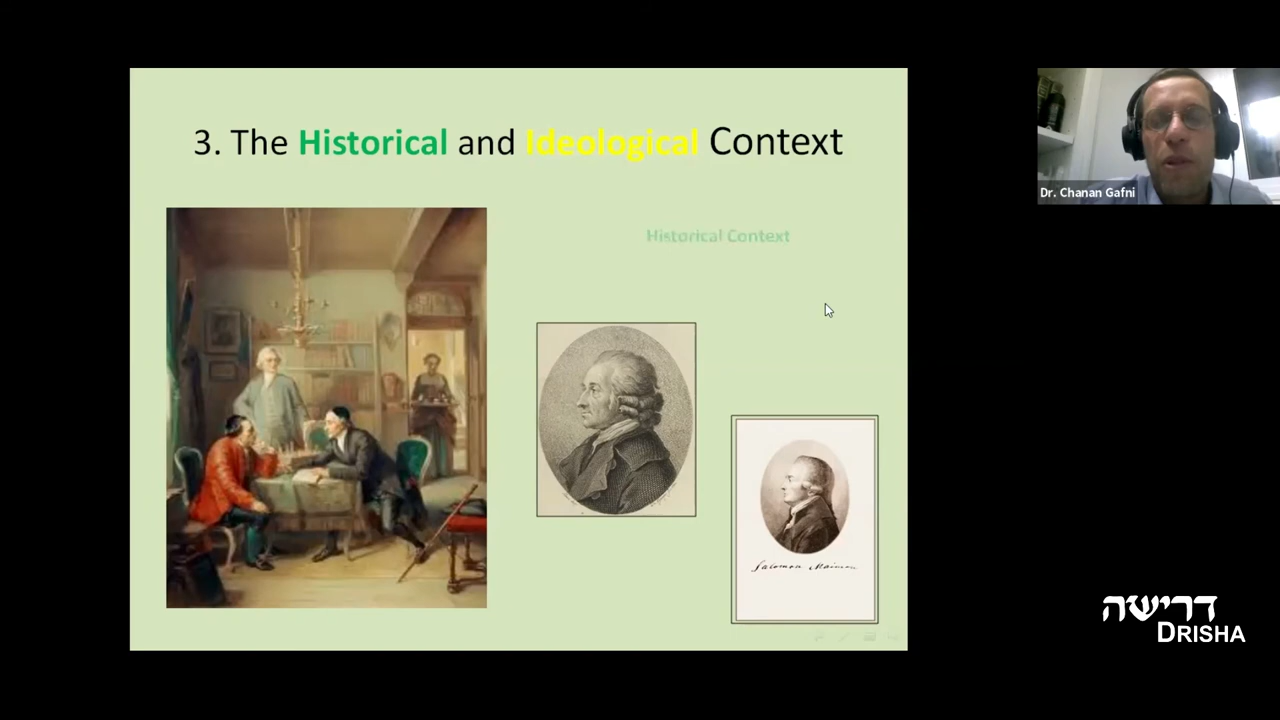 3. The Historical and Ideological Context
Historical Context
Salomon Maimon
Dr. Chanan Gafni
דרישה
DRISHA